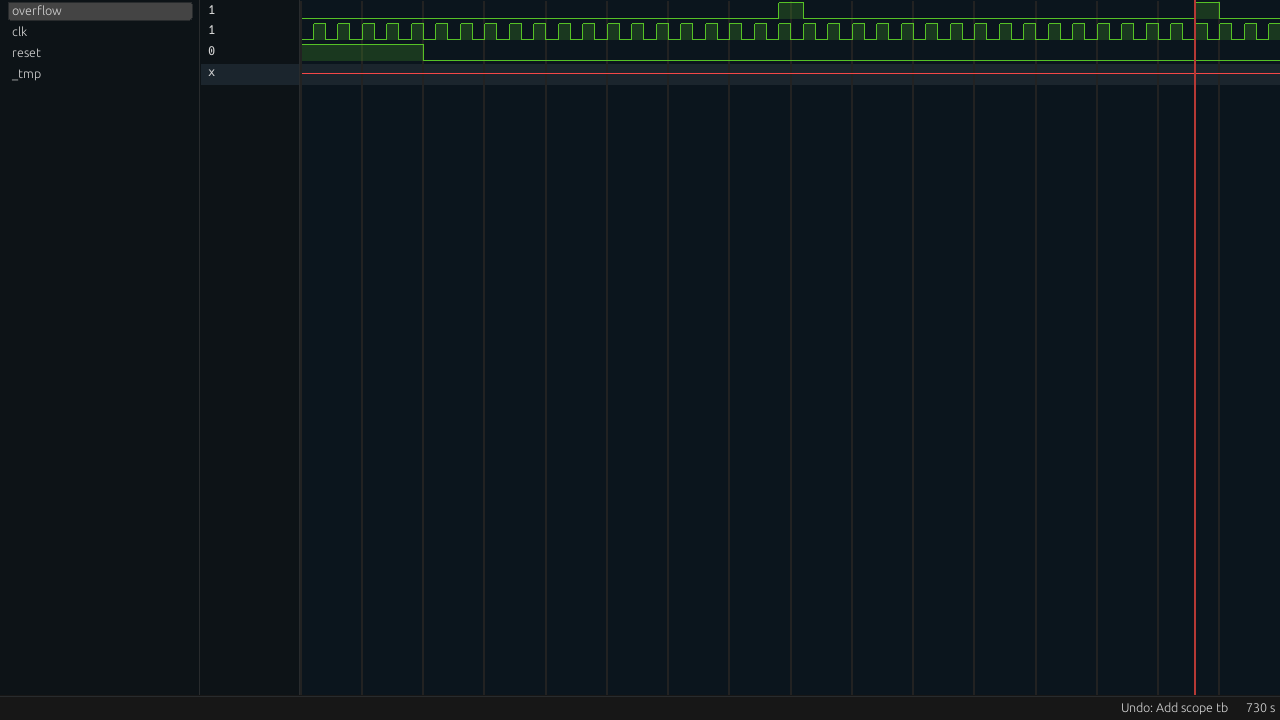 overflow 1
clk 1
reset 0
_tmp x
Undo: Add scope tb 730 s